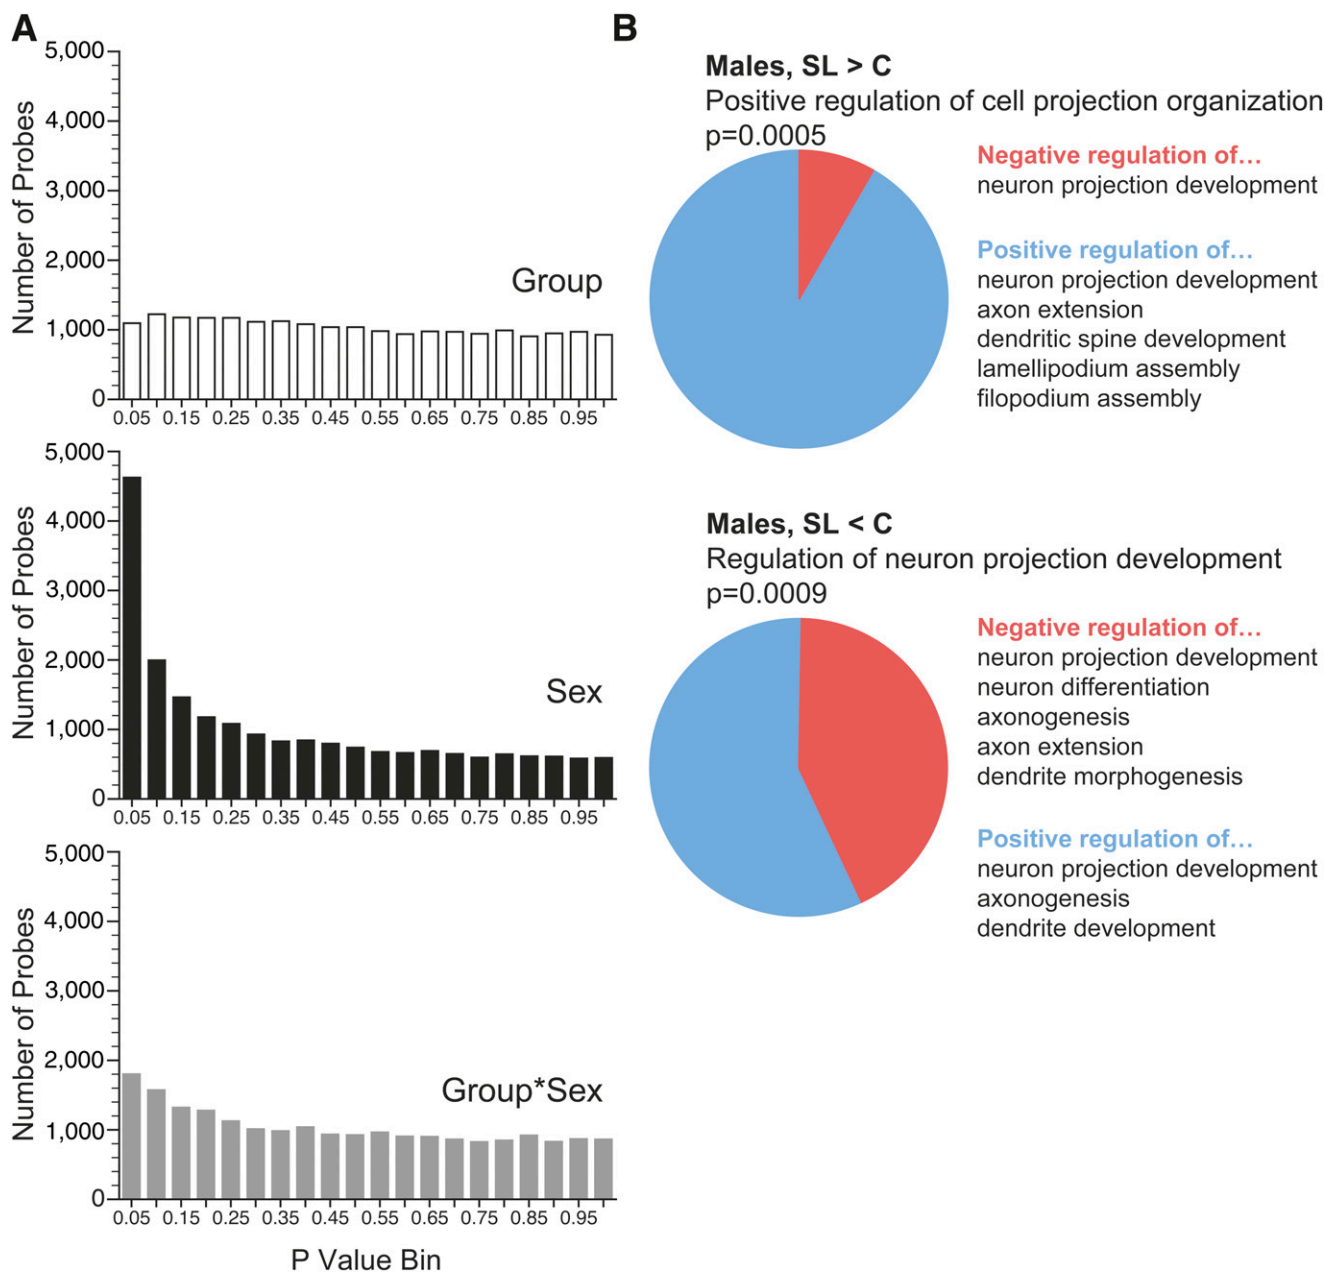 A
5,000
4,000
3,000
2,000
1,000
0
Number of Probes
Group
0.05 0.15 0.25 0.35 0.45 0.55 0.65 0.75 0.85 0.95
5,000
4,000
3,000
2,000
1,000
0
Number of Probes
Sex
0.05 0.15 0.25 0.35 0.45 0.55 0.65 0.75 0.85 0.95
5,000
4,000
3,000
2,000
1,000
0
Number of Probes
Group*Sex
0.05 0.15 0.25 0.35 0.45 0.55 0.65 0.75 0.85 0.95
P Value Bin
B
Males, SL > C
Positive regulation of cell projection organization
p=0.0005
Negative regulation of...
neuron projection development
Positive regulation of...
neuron projection development
axon extension
dendritic spine development
lamellipodium assembly
filopodium assembly
Males, SL < C
Regulation of neuron projection development
p=0.0009
Negative regulation of...
neuron projection development
neuron differentiation
axonogenesis
axon extension
dendrite morphogenesis
Positive regulation of...
neuron projection development
axonogenesis
dendrite development